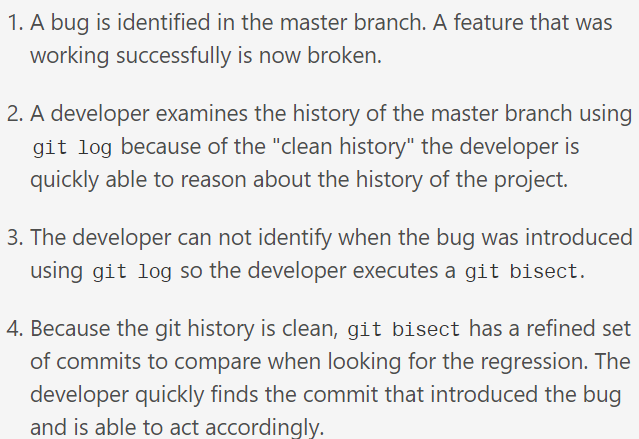 1. A bug is identified in the master branch. A feature that was
working successfully is now broken.
2. A developer examines the history of the master branch using
git log because of the "clean history" the developer is
quickly able to reason about the history of the project.
3. The developer can not identify when the bug was introduced
using git log so the developer executes a git bisect.
4. Because the git history is clean, git bisect has a refined set
of commits to compare when looking for the regression. The
developer quickly finds the commit that introduced the bug
and is able to act accordingly.